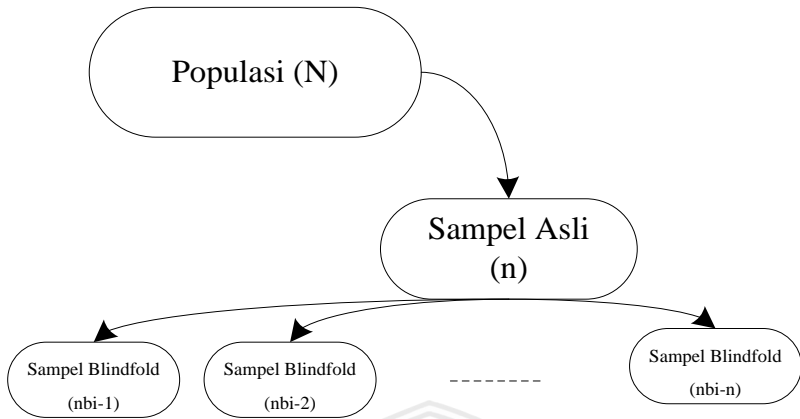 Populasi (N)
Sampel Asli
(n)
Sampel Blindfold
(nbi-1)
Sampel Blindfold
(nbi-2)
Sampel Blindfold
(nbi-n)